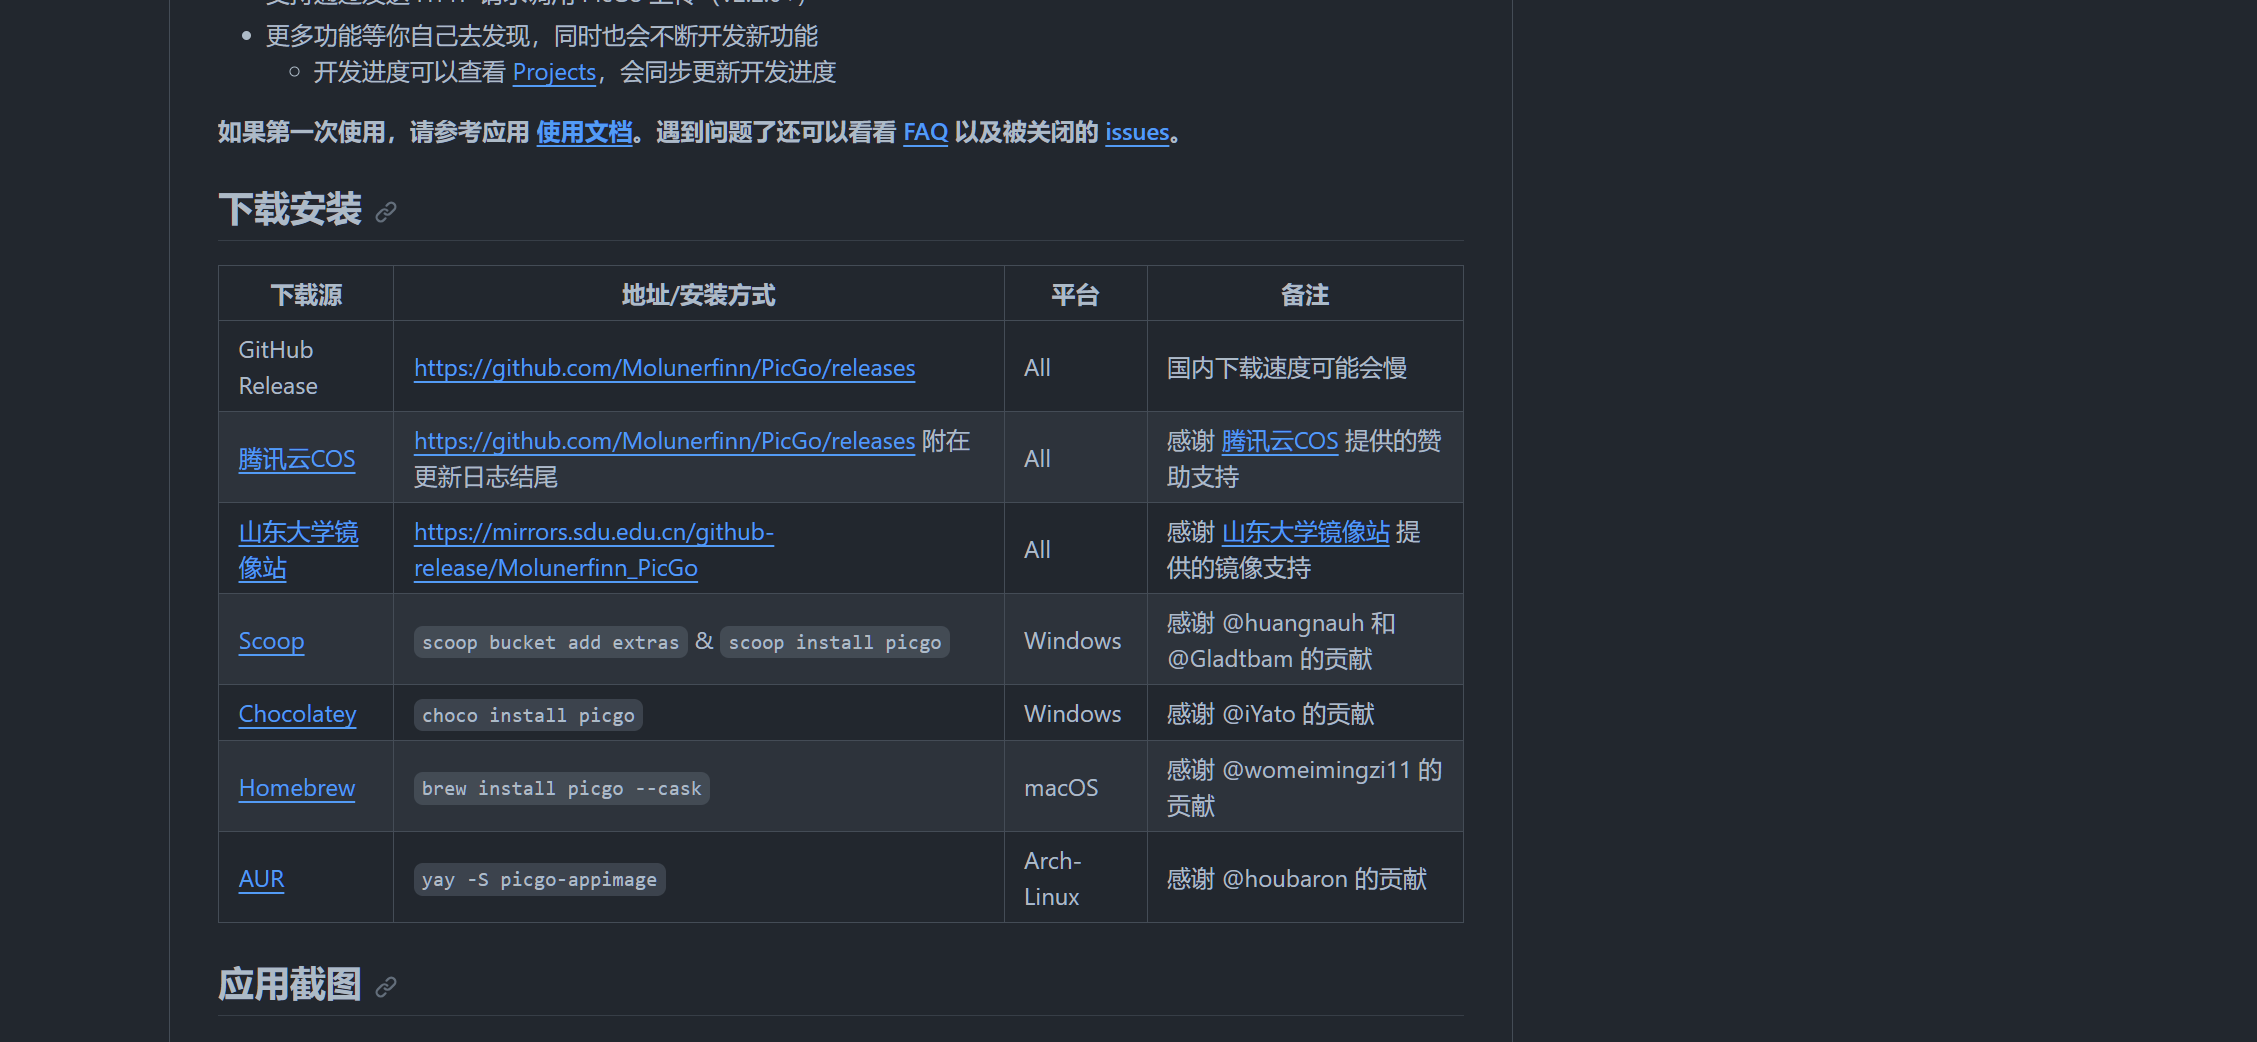 更多功能等你自己去发现，同时也会不断开发新功能
开发进度可以查看 Projects，会同步更新开发进度
如果第一次使用，请参考应用 使用文档。遇到问题了还可以看看 FAQ 以及被关闭的 issues。
下载安装
下载源 地址/安装方式 平台 备注
GitHub
Release
https://github.com/Molunerfinn/PicGo/releases
All
国内下载速度可能会慢
腾讯云COS
https://github.com/Molunerfinn/PicGo/releases 附在
更新日志结尾
All
感谢 腾讯云COS 提供的赞
助支持
山东大学镜
像站
https://mirrors.sdu.edu.cn/github-
release/Molunerfinn_PicGo
All
感谢 山东大学镜像站 提
供的镜像支持
Scoop
scoop bucket add extras & scoop install picgo
Windows
感谢 @huangnauh 和
@Gladtbam 的贡献
Chocolatey
choco install picgo
Windows
感谢 @iYato 的贡献
Homebrew
brew install picgo --cask
macOS
感谢 @womeimingzi11 的
贡献
AUR
yay -S picgo-appimage
Arch-
Linux
感谢 @houbaron 的贡献
应用截图